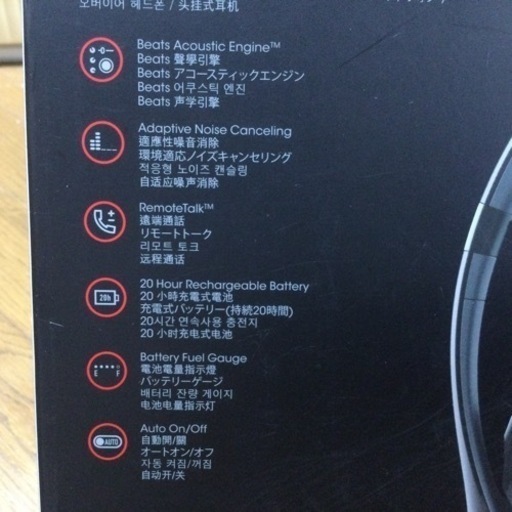 오버이어 헤드폰 / 头挂式耳机
Beats Acoustic Engine™
Beats 聲學引擎
Beats アコースティックエンジン
Beats 어쿠스틱 엔진
Beats 声学引擎
Adaptive Noise Canceling
適應性噪音消除
環境適応ノイズキャンセリング
적응형 노이즈 캔슬링
自适应噪声消除
RemoteTalk™
遠端通話
リモートトーク
리모트 토크
远程通话
20h
20 Hour Rechargeable Battery
20 小時充電式電池
充電式バッテリー(持続20時間)
20시간 연속사용 충전지
20 小时充电式电池
E F
Battery Fuel Gauge
電池電量指示燈
バッテリーゲージ
배터리 잔량 게이지
电池电量指示灯
AUTO
Auto On/Off
自動開/關
オートオン/オフ
자동 켜짐/꺼짐
自动开/关